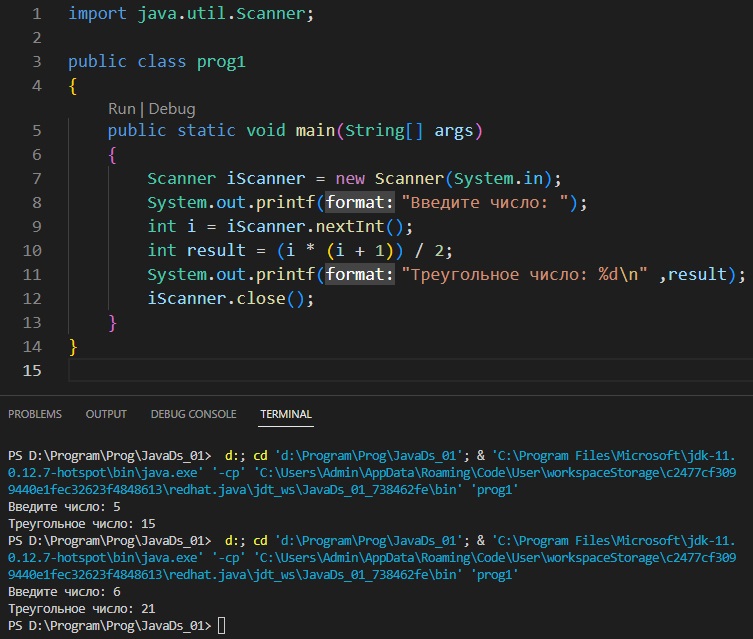 1 import java.util.Scanner;
2
3 public class prog1
4 {
Run | Debug
5 public static void main(String[] args)
6 {
7 Scanner iScanner = new Scanner(System.in);
8 System.out.printf(format: "Введите число: ");
9 int i = iScanner.nextInt();
10 int result = (i * (i + 1)) / 2;
11 System.out.printf(format: "Треугольное число: %d\n" ,result);
12 iScanner.close();
13 }
14 }
15
PROBLEMS OUTPUT DEBUG CONSOLE TERMINAL
PS D:\Program\Prog\JavaDs_01> d:; cd 'd:\Program\Prog\JavaDs_01'; & 'C:\Program Files\Microsoft\jdk-11.
0.12.7-hotspot\bin\java.exe' '-cp' 'C:\Users\Admin\AppData\Roaming\Code\User\workspaceStorage\c2477cf309
9440e1fec32623f4848613\redhat.java\jdt_ws\JavaDs_01_738462fe\bin' 'prog1'
Введите число: 5
Треугольное число: 15
PS D:\Program\Prog\JavaDs_01> d:; cd 'd:\Program\Prog\JavaDs_01'; & 'C:\Program Files\Microsoft\jdk-11.
0.12.7-hotspot\bin\java.exe' '-cp' 'C:\Users\Admin\AppData\Roaming\Code\User\workspaceStorage\c2477cf309
9440e1fec32623f4848613\redhat.java\jdt_ws\JavaDs_01_738462fe\bin' 'prog1'
Введите число: 6
Треугольное число: 21
PS D:\Program\Prog\JavaDs_01>